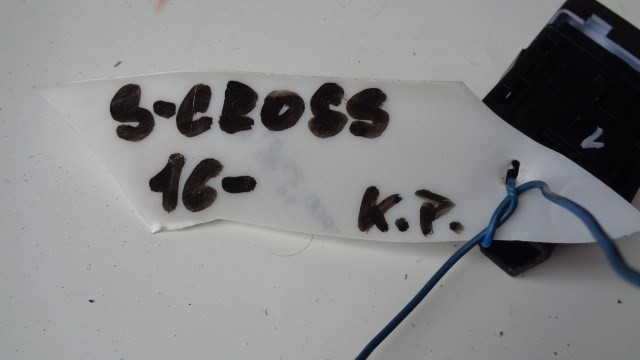 S-CROSS
16-
K.P.